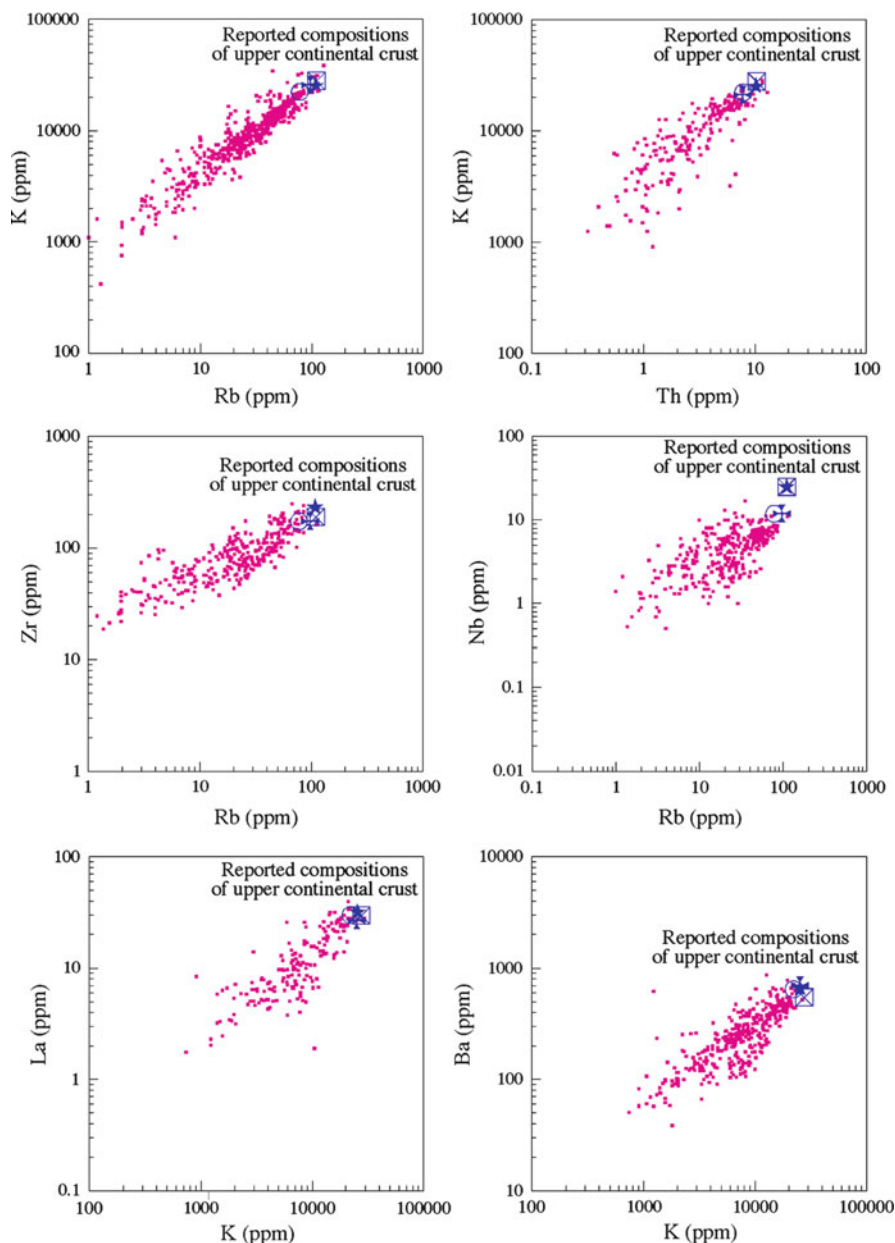 100000
Reported compositions
of upper continental crust
10000
K (ppm)
1000
100
1
10
100
1000
Rb (ppm)
100000
Reported compositions
of upper continental crust
10000
K (ppm)
1000
100
0.1
1
10
100
Th (ppm)
1000
Reported compositions
of upper continental crust
100
Zr (ppm)
10
1
1
10
100
1000
Rb (ppm)
100
Reported compositions
of upper continental crust
10
Nb (ppm)
1
0.1
0.01
0.1
1
10
100
1000
Rb (ppm)
100
Reported compositions
of upper continental crust
10
La (ppm)
1
0.1
100
1000
10000
100000
K (ppm)
10000
Reported compositions
of upper continental crust
1000
Ba (ppm)
100
10
100
1000
10000
100000
K (ppm)